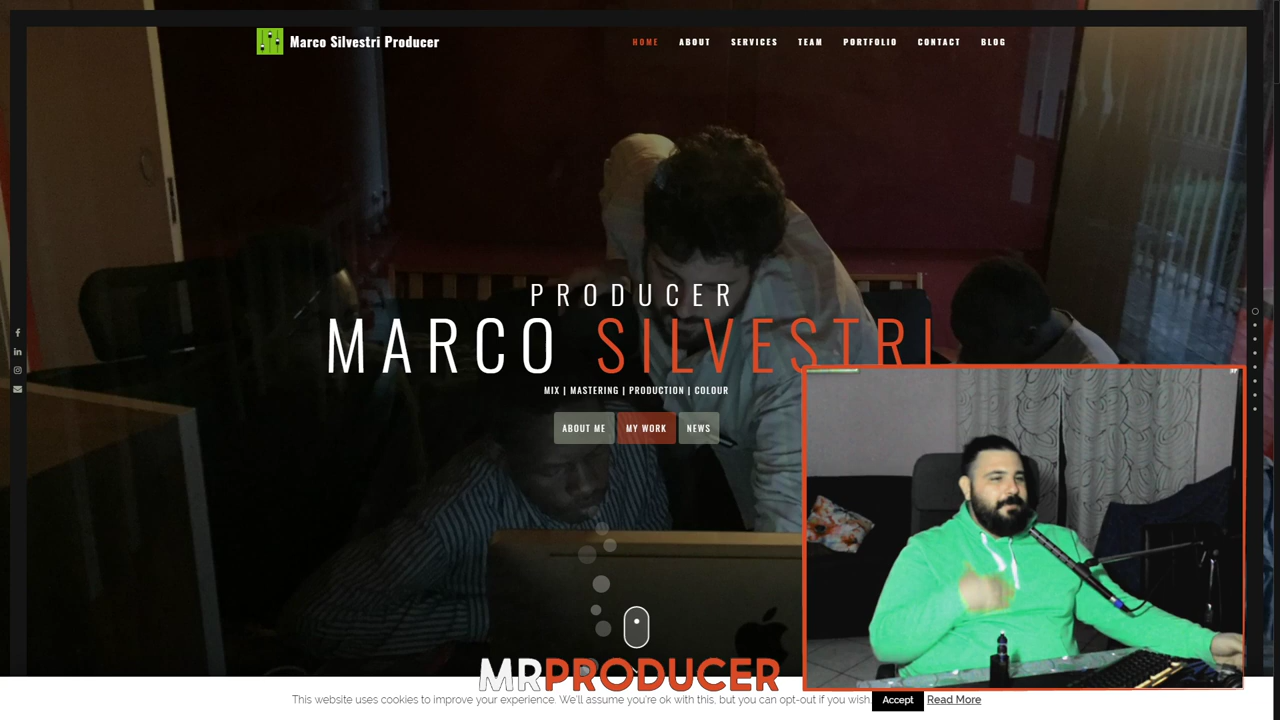 Marco Silvestri Producer
HOME ABOUT SERVICES TEAM PORTFOLIO CONTACT BLOG
PRODUCER
MARCO SILVESTRI
MIX | MASTERING | PRODUCTION | COLOUR
ABOUT ME MY WORK NEWS
MRPRODUCER
This website uses cookies to improve your experience. We'll assume you're ok with this, but you can opt-out if you wish. Accept Read More